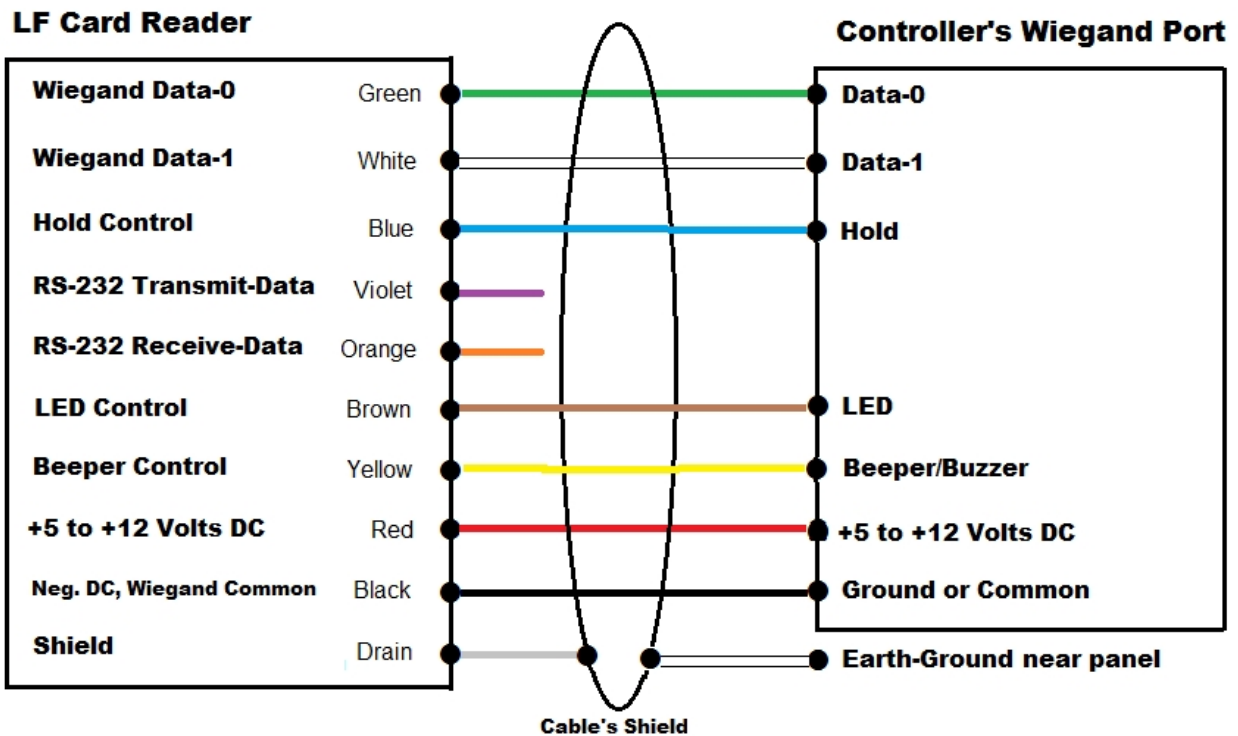 LF Card Reader
Controller's Wiegand Port
Wiegand Data-0 Green Data-0
Wiegand Data-1 White Data-1
Hold Control Blue Hold
RS-232 Transmit-Data Violet
RS-232 Receive-Data Orange
LED Control Brown LED
Beeper Control Yellow Beeper/Buzzer
+5 to +12 Volts DC Red +5 to +12 Volts DC
Neg. DC, Wiegand Common Black Ground or Common
Shield Drain Earth-Ground near panel
Cable's Shield